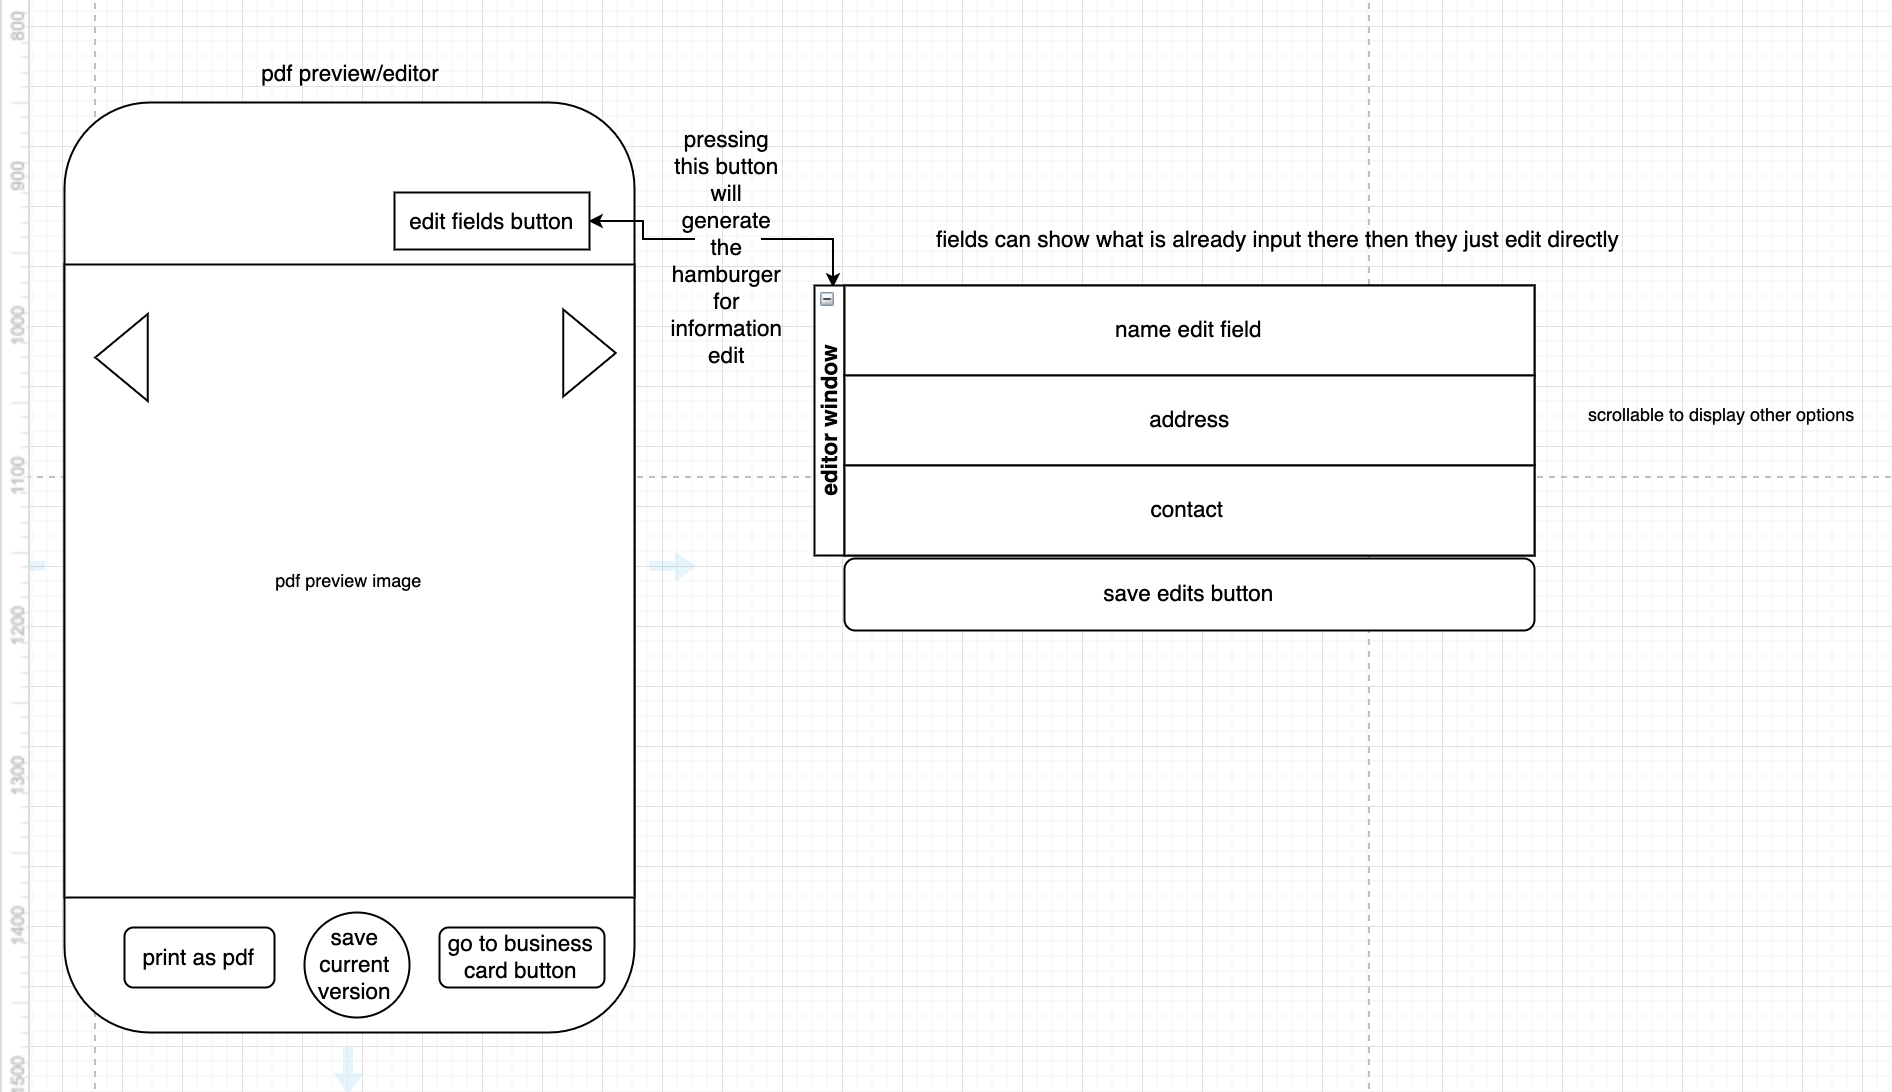 800
900
1000
1100
1200
1300
1400
1500
pdf preview/editor
edit fields button
pressing
this button
will
generate
the
hamburger
for
information
edit
fields can show what is already input there then they just edit directly
editor window
name edit field
address
contact
save edits button
scrollable to display other options
pdf preview image
print as pdf
save
current
version
go to business
card button